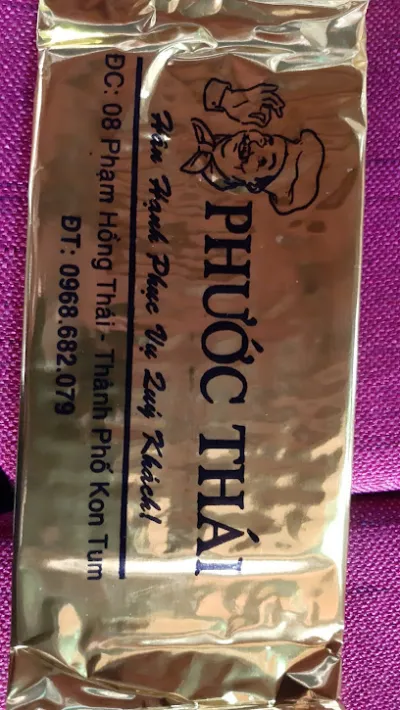 PHƯỚC THÁI
Hân Hạnh Phục Vụ Quý Khách!
ĐC: 08 Phạm Hồng Thái - Thành Phố Kon Tum
ĐT: 0968.682.079